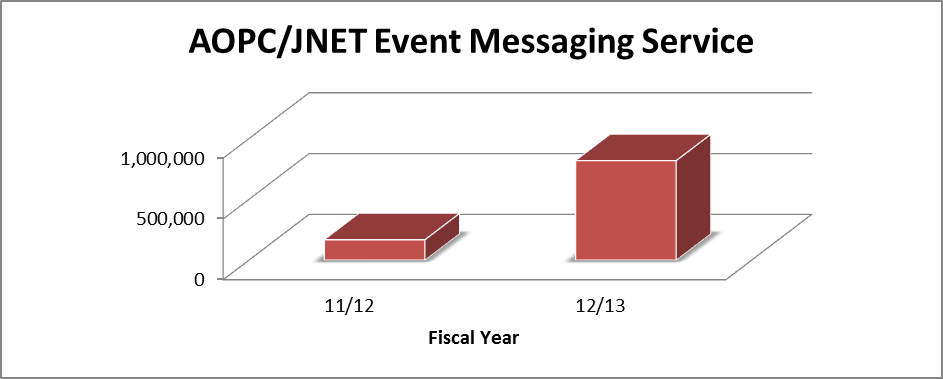 AOPC/JNET Event Messaging Service
1,000,000
500,000
0
11/12 12/13
Fiscal Year